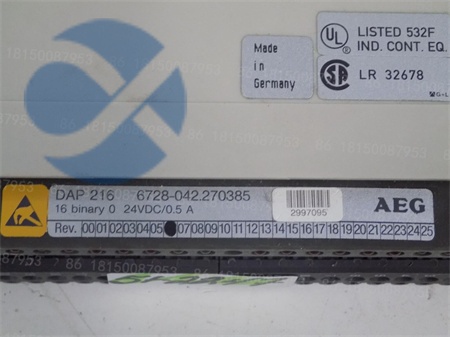 Made
in
Germany
UL
LISTED 532F
IND. CONT. EQ.
LR 32678
DAP 216 6728-042.270385
16 binary 0 24VDC/0.5 A
2997095
AEG
Rev. 00 01 02 03 04 05 07 08 09 10 11 12 13 14 15 16 17 18 19 20 21 22 23 24 25
86 18150087953